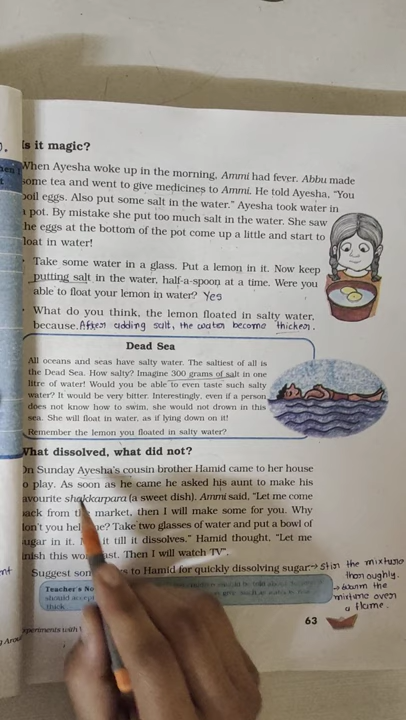 Is it magic?
When Ayesha woke up in the morning, Ammi had fever. Abbu made
some tea and went to give medicines to Ammi. He told Ayesha, "You
boil eggs. Also put some salt in the water." Ayesha took water in
a pot. By mistake she put too much salt in the water. She saw
the eggs at the bottom of the pot come up a little and start to
float in water!
Take some water in a glass. Put a lemon in it. Now keep
putting salt in the water, half-a-spoon at a time. Were you
able to float your lemon in water? Yes
What do you think, the lemon floated in salty water,
because. After adding salt, the water become thicker.
Dead Sea
All oceans and seas have salty water. The saltiest of all is
the Dead Sea. How salty? Imagine 300 grams of salt in one
litre of water! Would you be able to even taste such salty
water? It would be very bitter. Interestingly, even if a person
does not know how to swim, she would not drown in this
sea. She will float in water, as if lying down on it!
Remember the lemon you floated in salty water?
What dissolved, what did not?
On Sunday Ayesha's cousin brother Hamid came to her house
to play. As soon as he came he asked his aunt to make his
favourite shakkarpara (a sweet dish). Ammi said, "Let me come
back from the market, then I will make some for you. Why
don't you help me? Take two glasses of water and put a bowl of
sugar in it. it till it dissolves." Hamid thought, "Let me
finish this work fast. Then I will watch TV".
Suggest to Hamid for quickly dissolving sugar. → Stir the mixture
thoroughly.
→ Warm the
mixture over
a flame.
Teacher's
should
thick.
63